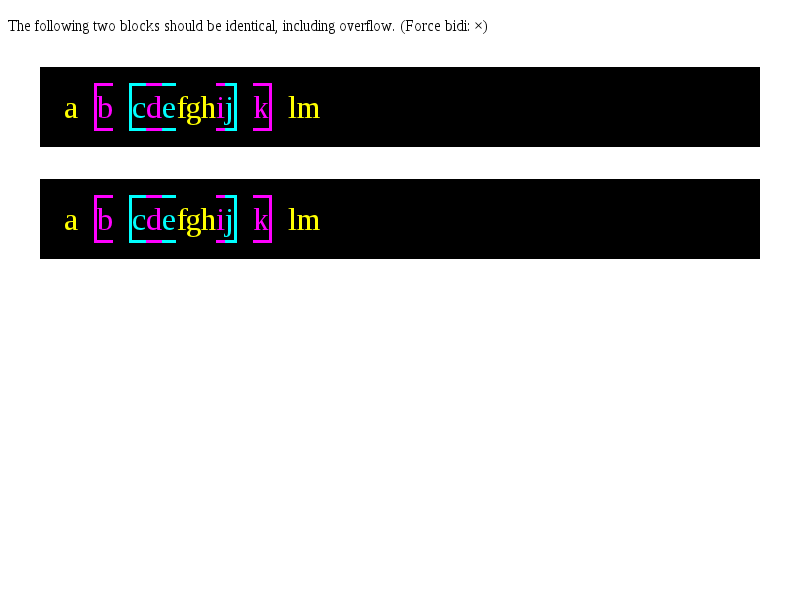 The following two blocks should be identical, including overflow. (Force bidi: ×)
a b cdefghij k lm
a b cdefghij k lm